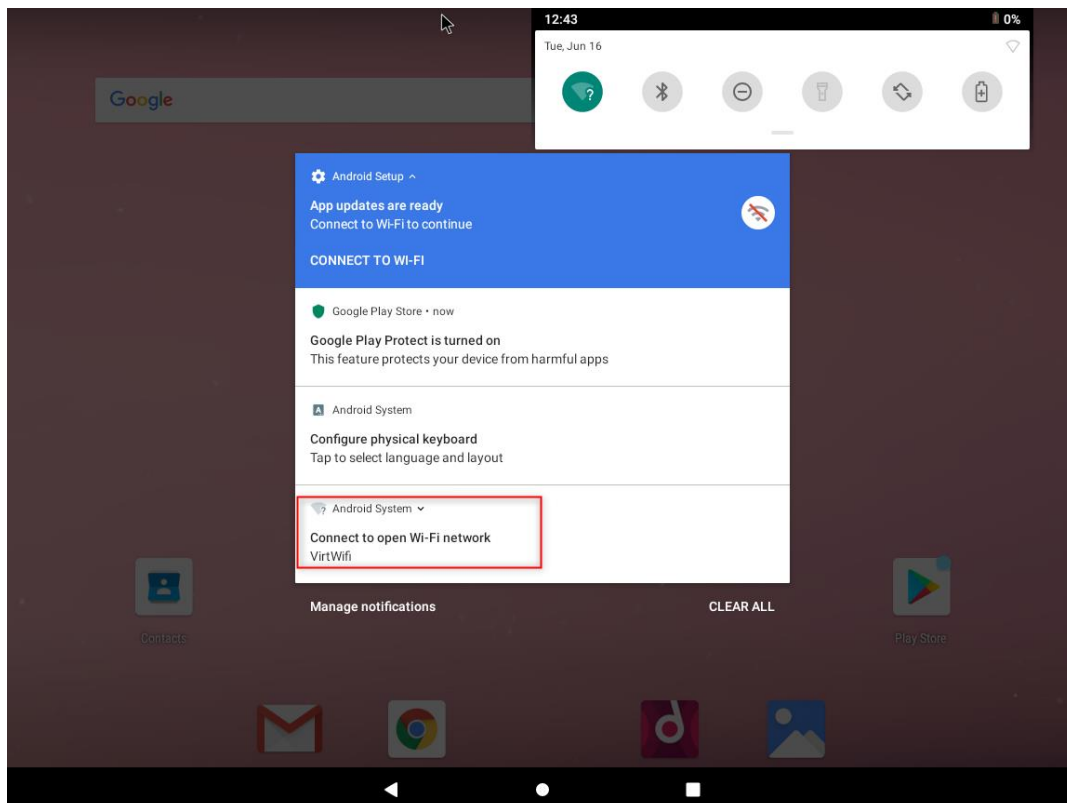 12:43
0%
Tue, Jun 16
Google
?
Android Setup
App updates are ready
Connect to Wi-Fi to continue
CONNECT TO WI-FI
Google Play Store • now
Google Play Protect is turned on
This feature protects your device from harmful apps
A Android System
Configure physical keyboard
Tap to select language and layout
? Android System
Connect to open Wi-Fi network
VirtWifi
Manage notifications
CLEAR ALL
Contacts
Play Store